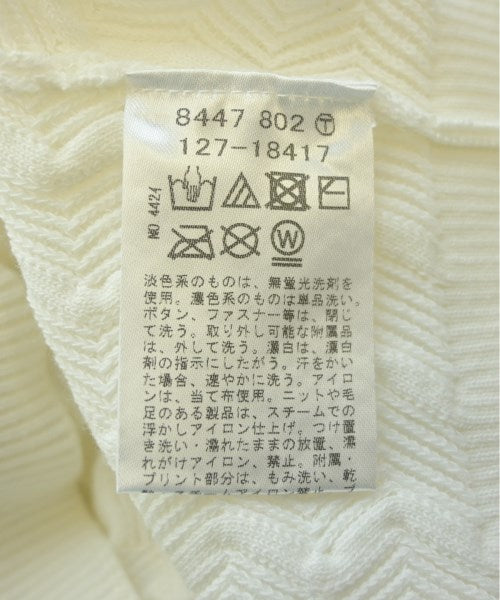 8447 802 Ⓣ
127-18417
NO.4424
W
淡色系のものは、無蛍光洗剤を
使用。濃色系のものは単品洗い。
ボタン、ファスナー等は、閉じ
て洗う。取り外し可能な附属品
は、外して洗う。漂白は、漂白
剤の指示にしたがう。汗をかい
た場合、速やかに洗う。アイロ
ンは、当て布使用。ニットや毛
足のある製品は、スチームでの
浮かしアイロン仕上げ。つけ置
き洗い・濡れたままの放置、濡
れがけアイロン、禁止。附属・
プリント部分は、もみ洗い、乾